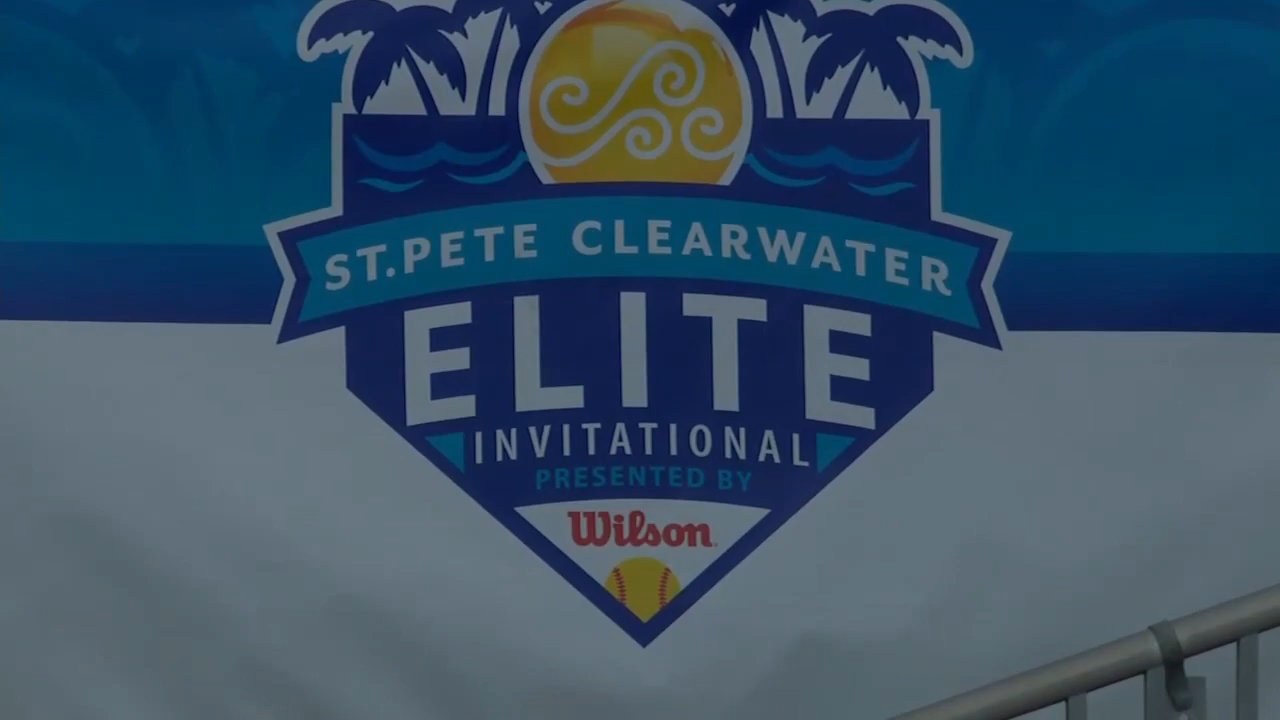 ST.PETE CLEARWATER
ELITE
INVITATIONAL
PRESENTED BY
Wilson